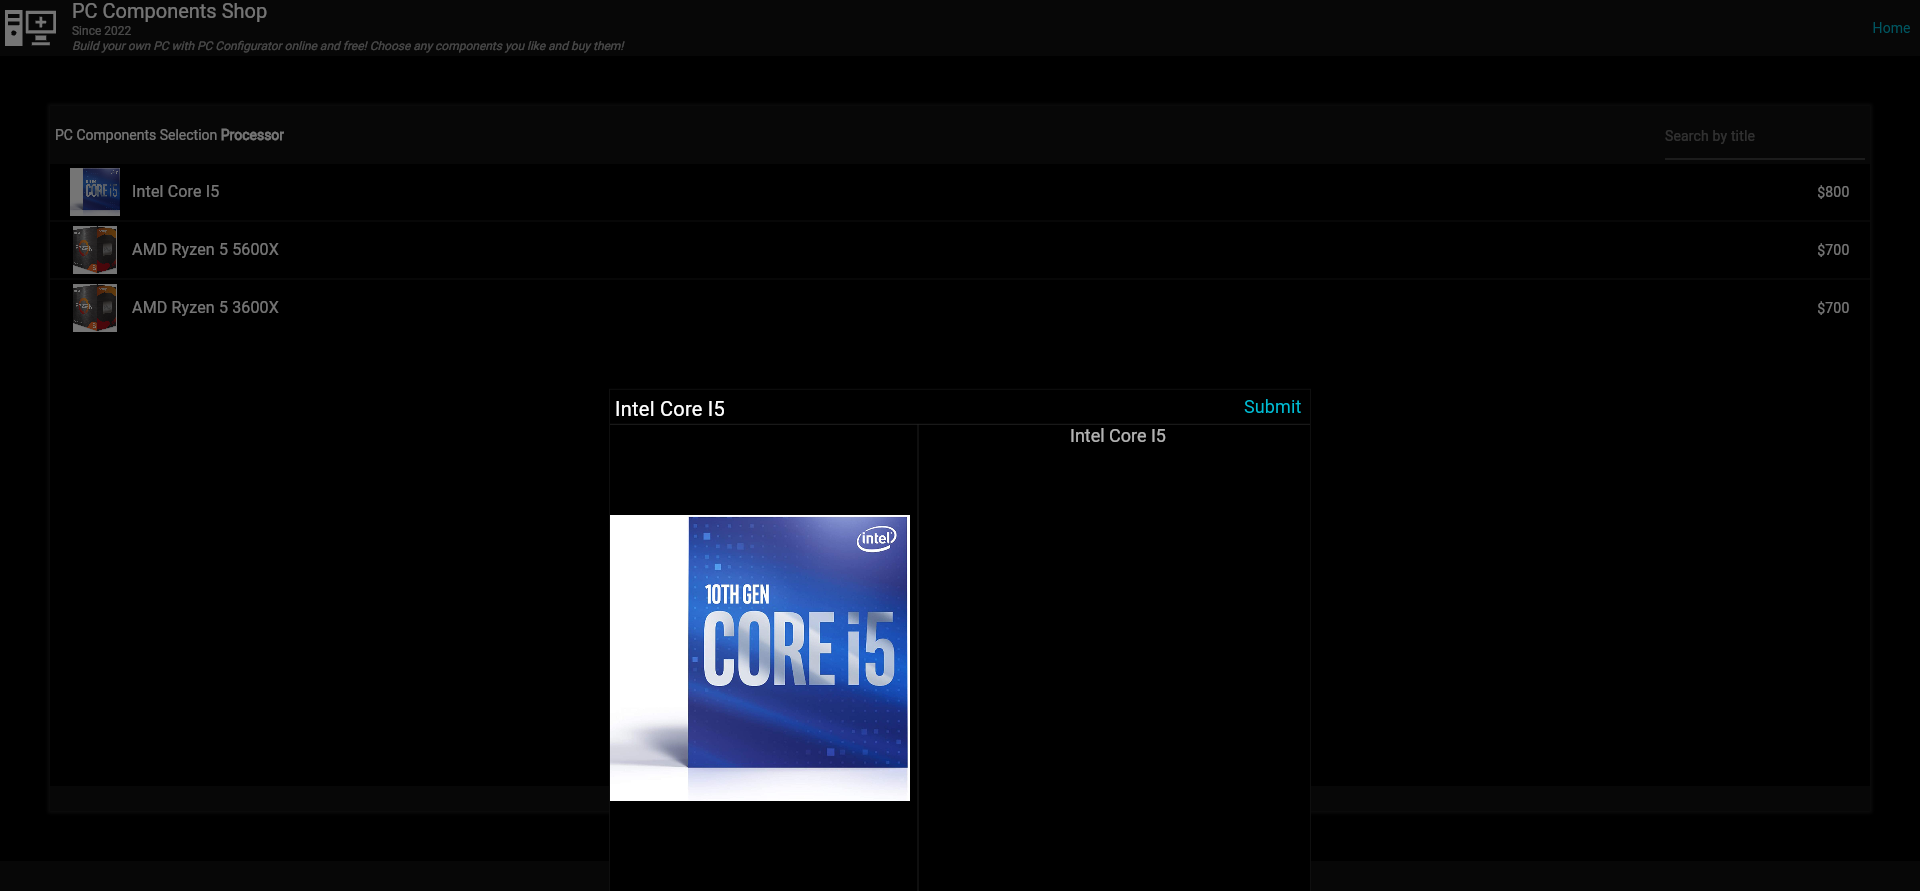 PC Components Shop
Since 2022
Build your own PC with PC Configurator online and free! Choose any components you like and buy them!
Home
PC Components Selection Processor
Search by title
Intel Core I5
$800
AMD Ryzen 5 5600X
$700
AMD Ryzen 5 3600X
$700
Intel Core I5
Submit
Intel Core I5
intel
10TH GEN
CORE i5